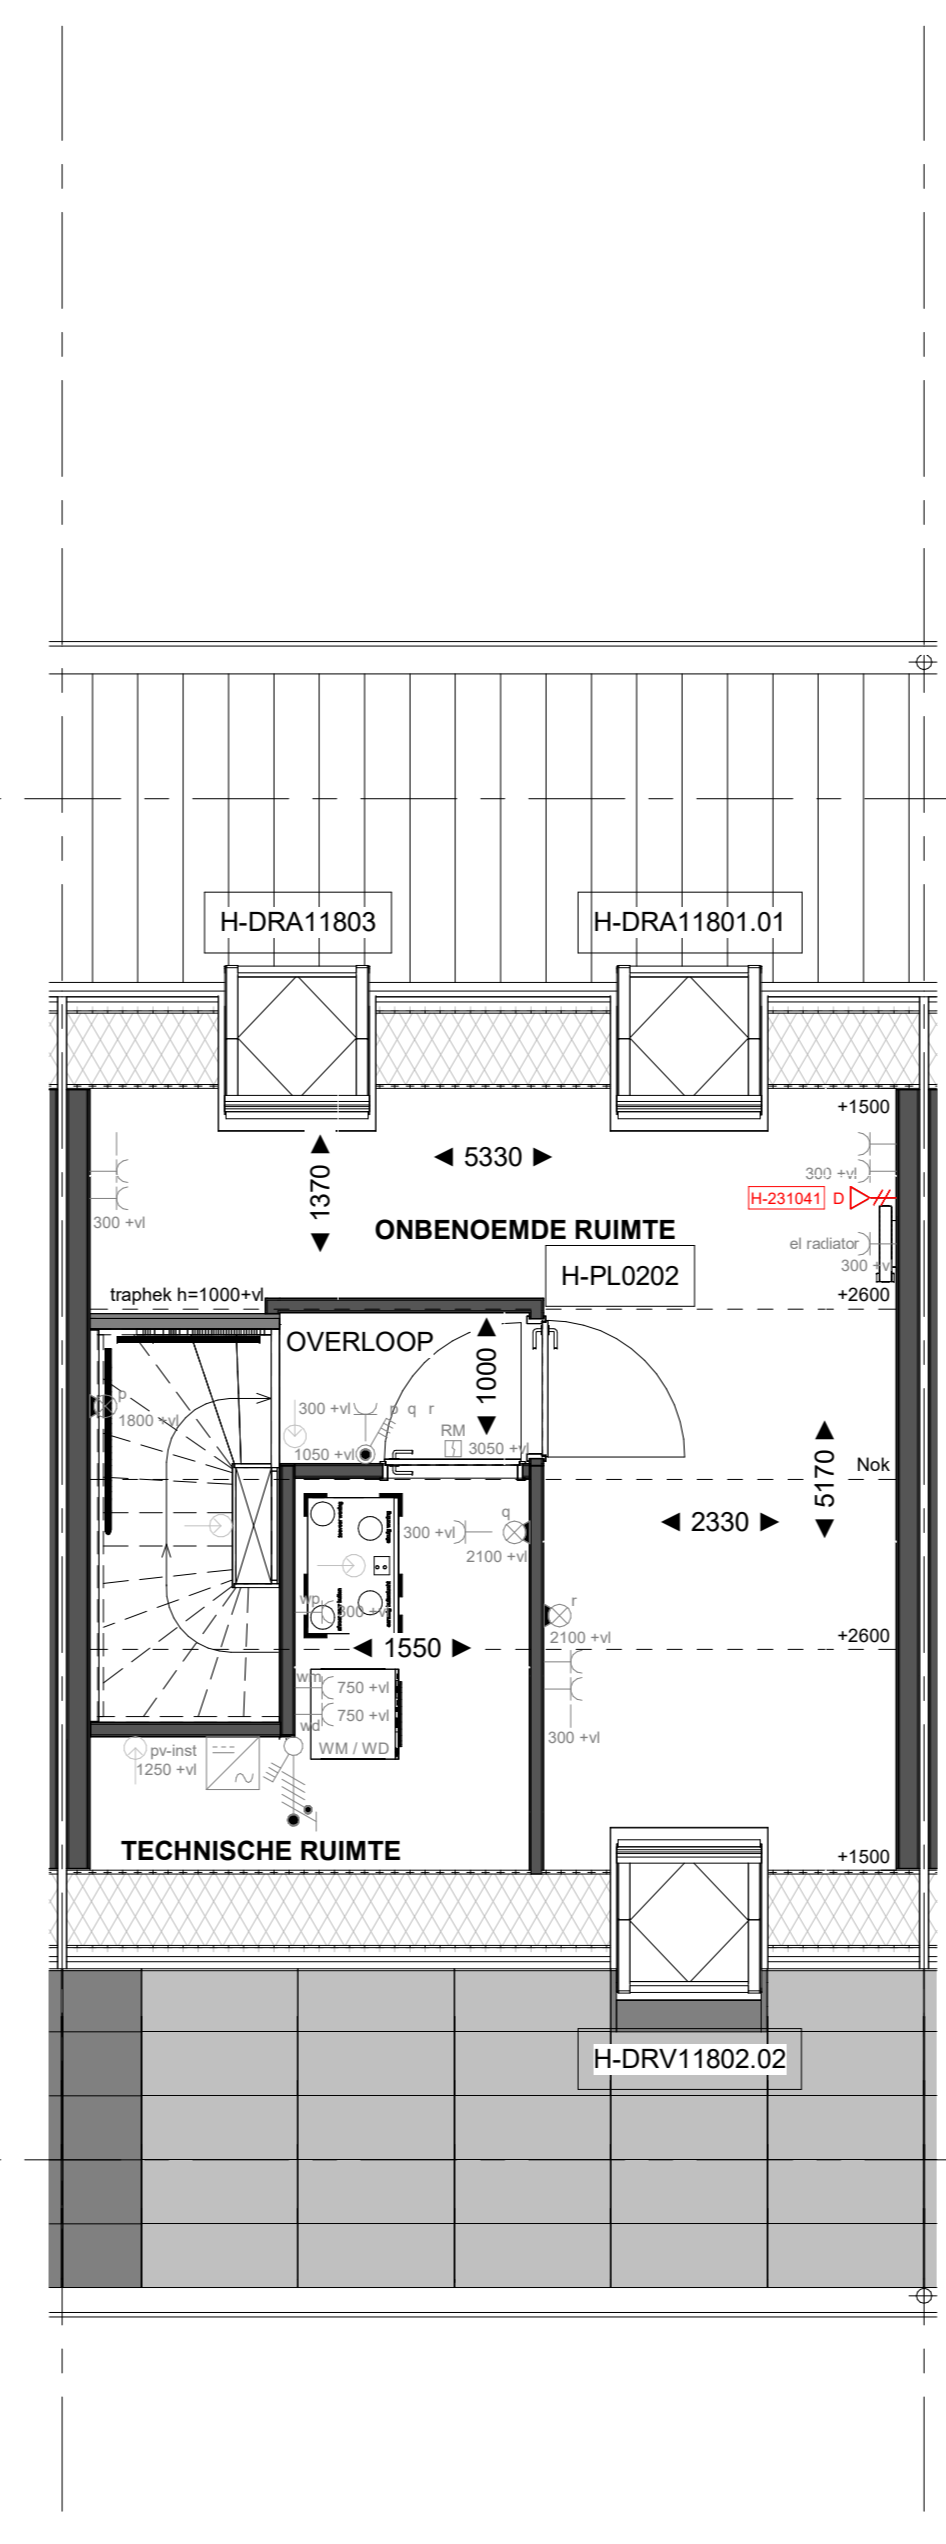 H-DRA11803
H-DRA11801.01
+1500
5330
1370
300 +vl
300 +vl
H-231041 D
ONBENOEMDE RUIMTE
el radiator
300 +v
H-PL0202
traphek h=1000+vl
+2600
OVERLOOP
1000
p
1800 +vl
300 +vl
p q r
RM
1050 +vl
3050 +vl
Nok
5170
2330
q
300 +vl
2100 +vl
wp
300 +vl
r
2100 +vl
+2600
1550
wm
750 +vl
wd
750 +vl
WM / WD
300 +vl
pv-inst
1250 +vl
TECHNISCHE RUIMTE
+1500
H-DRV11802.02